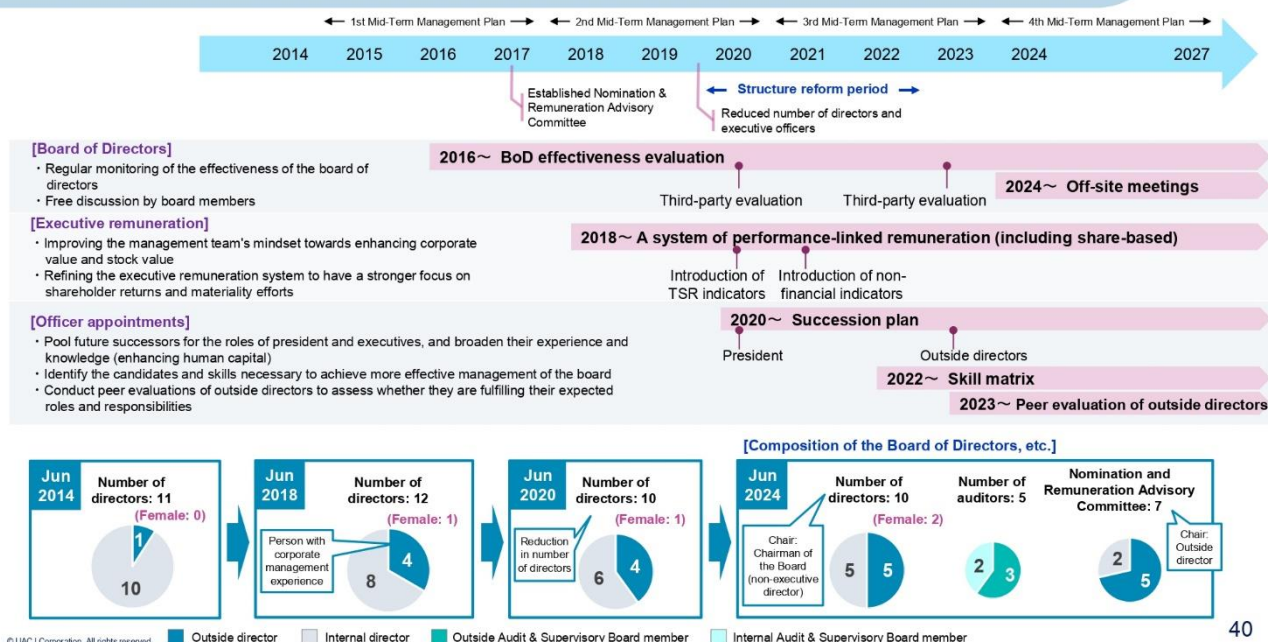 1st Mid-Term Management Plan
2nd Mid-Term Management Plan
3rd Mid-Term Management Plan
4th Mid-Term Management Plan
2014
2015
2016
2017
2018
2019
2020
2021
2022
2023
2024
2027
Established Nomination &
Remuneration Advisory
Committee
Structure reform period
Reduced number of directors and
executive officers
[Board of Directors]
・Regular monitoring of the effectiveness of the board of
directors
・Free discussion by board members
2016～ BoD effectiveness evaluation
Third-party evaluation
Third-party evaluation
2024～ Off-site meetings
[Executive remuneration]
・Improving the management team's mindset towards enhancing corporate
value and stock value
・Refining the executive remuneration system to have a stronger focus on
shareholder returns and materiality efforts
2018～A system of performance-linked remuneration (including share-based)
Introduction of
TSR indicators
Introduction of non-
financial indicators
[Officer appointments]
・Pool future successors for the roles of president and executives, and broaden their experience and
knowledge (enhancing human capital)
・Identify the candidates and skills necessary to achieve more effective management of the board
・Conduct peer evaluations of outside directors to assess whether they are fulfilling their expected
roles and responsibilities
2020～ Succession plan
President
Outside directors
2022～ Skill matrix
2023～ Peer evaluation of outside directors
[Composition of the Board of Directors, etc.]
Jun
2014
Number of
directors: 11
(Female: 0)
1
10
Jun
2018
Number of
directors: 12
(Female: 1)
Person with
corporate
management
experience
4
8
Jun
2020
Number of
directors: 10
(Female: 1)
Reduction
in number
of directors
4
6
Jun
2024
Number of
directors: 10
(Female: 2)
Chair:
Chairman of
the Board
(non-executive
director)
5
5
Number of
auditors: 5
2
3
Nomination and
Remuneration Advisory
Committee: 7
Chair:
Outside
director
2
5
© UACJ Corporation. All rights reserved.
Outside director
Internal director
Outside Audit & Supervisory Board member
Internal Audit & Supervisory Board member
40